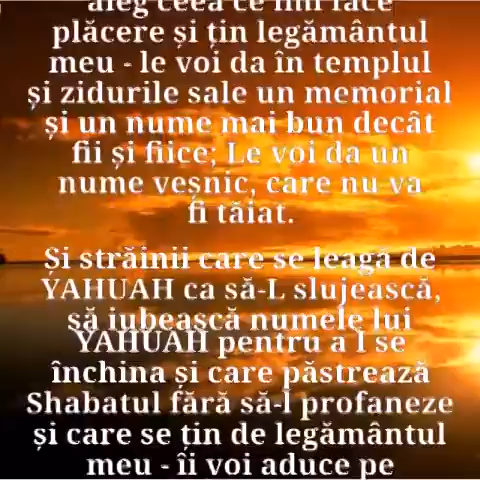 aleg ceea ce îmi face
plăcere și țin legământul
meu - le voi da în templul
și zidurile sale un memorial
și un nume mai bun decât
fii și fiice; Le voi da un
nume veșnic, care nu va
fi tăiat.
Și străinii care se leagă de
YAHUAH ca să-L slujească,
să iubească numele lui
YAHUAH pentru a I se
închina și care păstrează
Shabatul fără să-l profaneze
și care se țin de legământul
meu - îi voi aduce pe